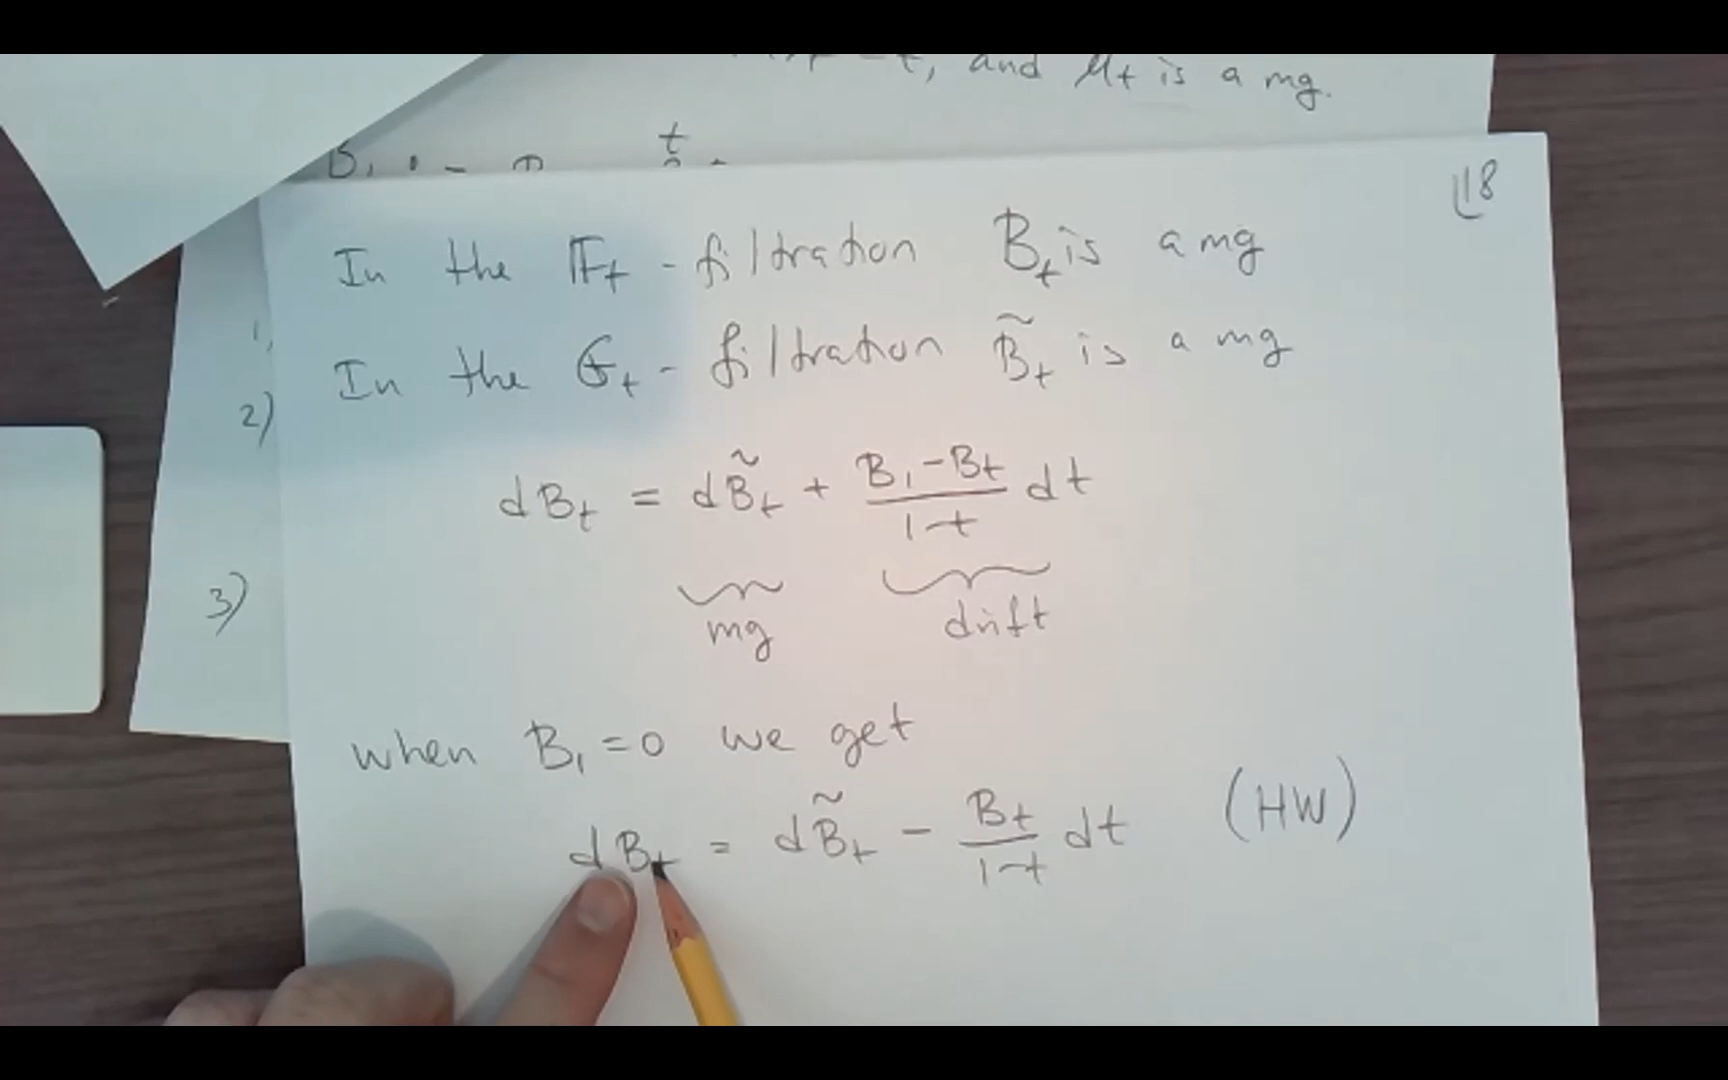 t, and Mt is a mg.
B1
t
18
In the Ft - filtration Bt is a mg
In the Gt - filtration B̃t is a mg
1,
2)
dBt = dB̃t + (B1 - Bt)/(1-t) dt
3)
mg drift
when B1 = 0 we get
dBt = dB̃t - Bt/(1-t) dt (HW)